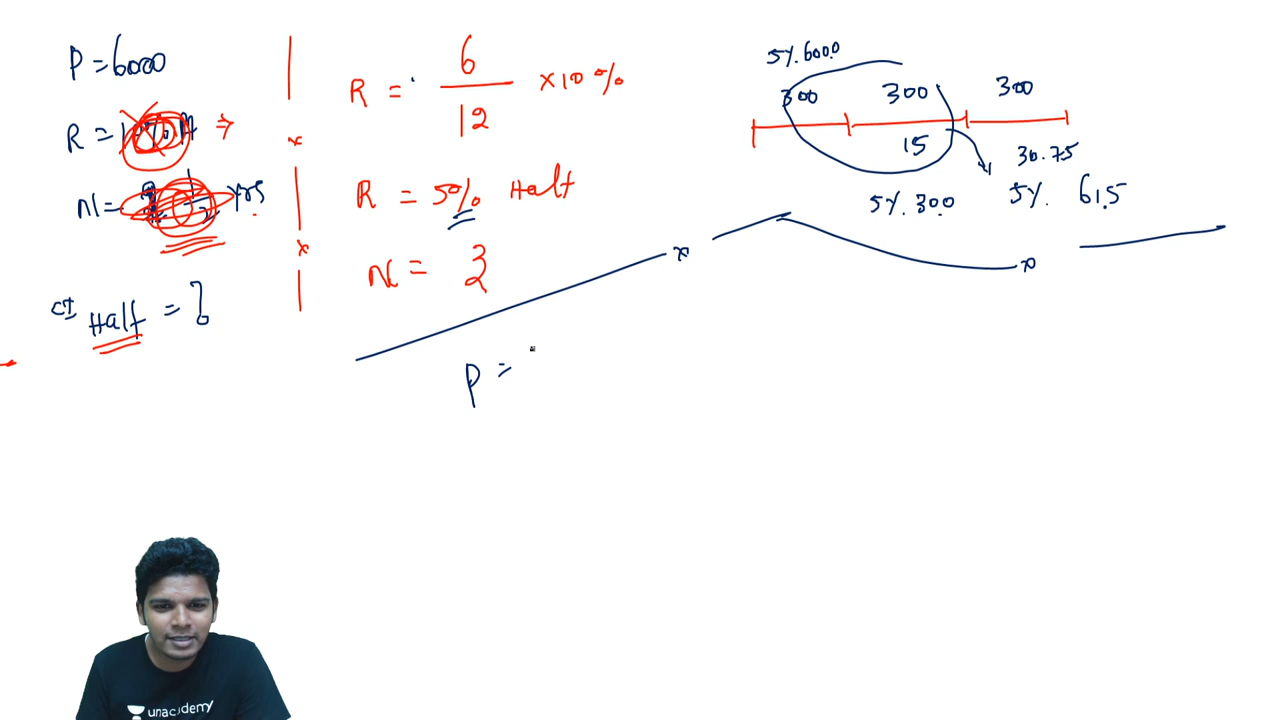 P = 6000
R =
N = yrs
CI Half = ?
R = 6/12 × 10%
R = 5% Half
N = 3
P =
5%. 6000
300 300 300
15
30.75
5%. 300
5%. 615
unacademy